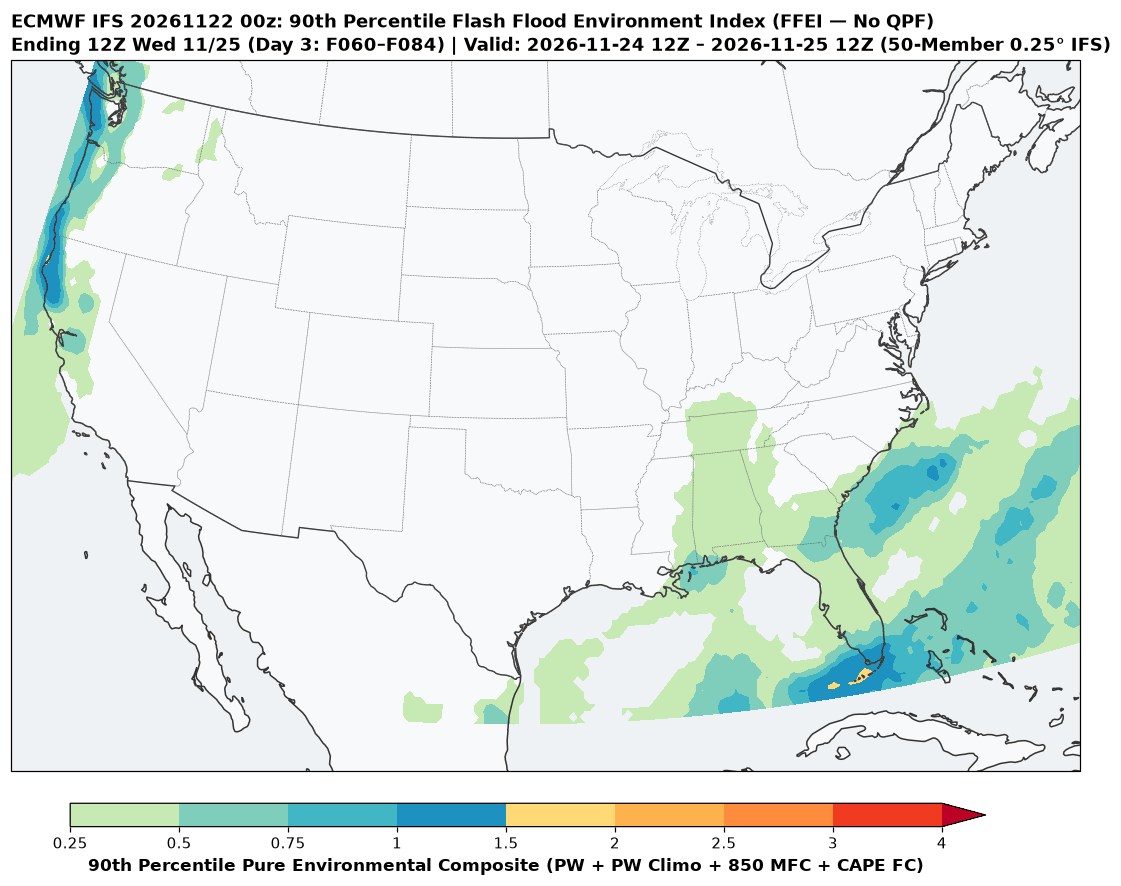 ECMWF IFS 20261122 00z: 90th Percentile Flash Flood Environment Index (FFEI — No QPF)
Ending 12Z Wed 11/25 (Day 3: F060–F084) | Valid: 2026-11-24 12Z – 2026-11-25 12Z (50-Member 0.25° IFS)
0.25 0.5 0.75 1 1.5 2 2.5 3 4
90th Percentile Pure Environmental Composite (PW + PW Climo + 850 MFC + CAPE FC)